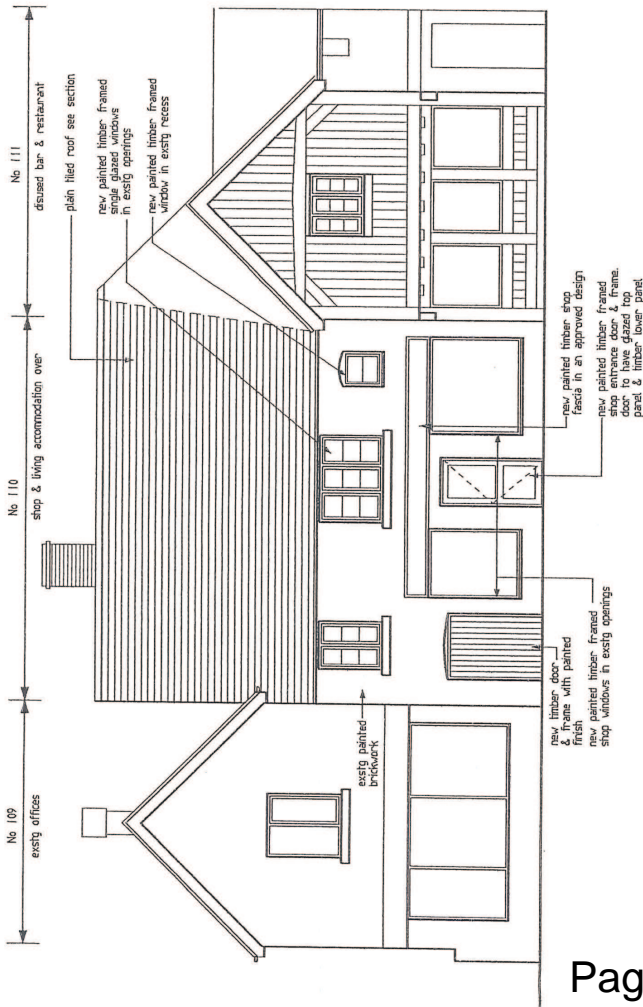 No 109
exstg offices
No 110
shop & living accommodation over
No 111
disused bar & restaurant
plain tiled roof see section
new painted timber framed
single glazed windows
in exstg openings
new painted timber framed
window in exstg recess
exstg painted
brickwork
new timber door
& frame with painted
finish
new painted timber framed
shop windows in exstg openings
new painted timber shop
fascia in an approved design
new painted timber framed
shop entrance door & frame.
door to have glazed top
panel & timber lower panel
Pag